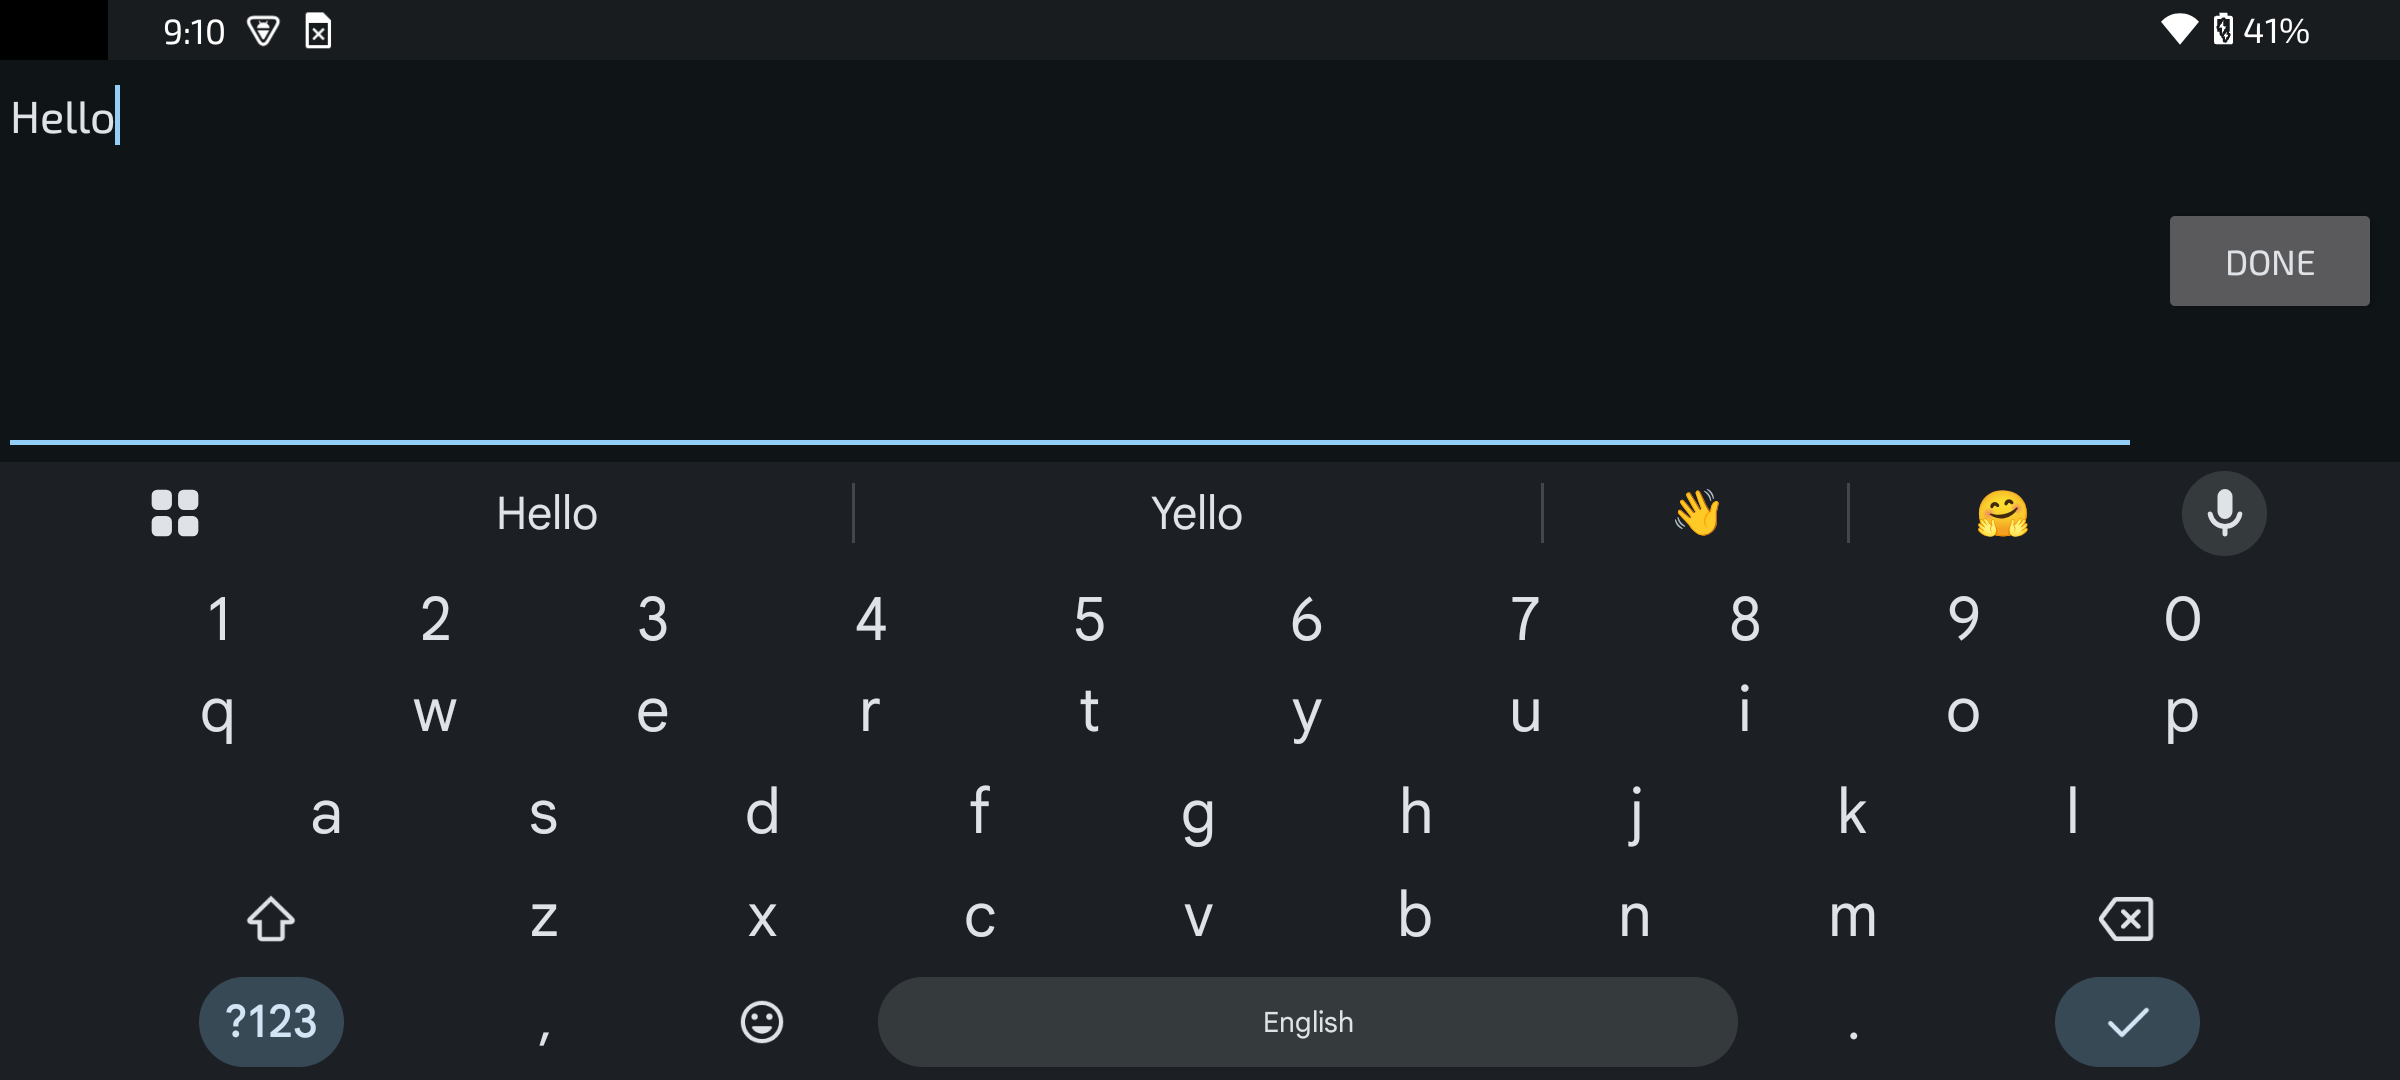 9:10 41%
Hello
DONE
Hello Yello 👋 🤗
1 2 3 4 5 6 7 8 9 0
q w e r t y u i o p
a s d f g h j k l
z x c v b n m
?123 , English .